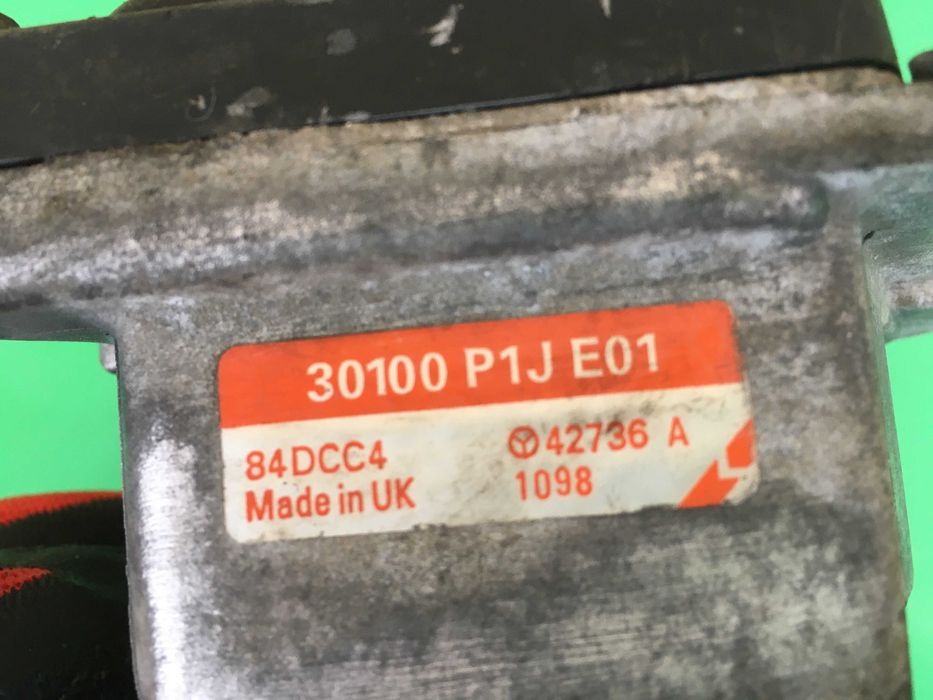 30100 P1J E01
84DCC4 42736 A
Made in UK 1098